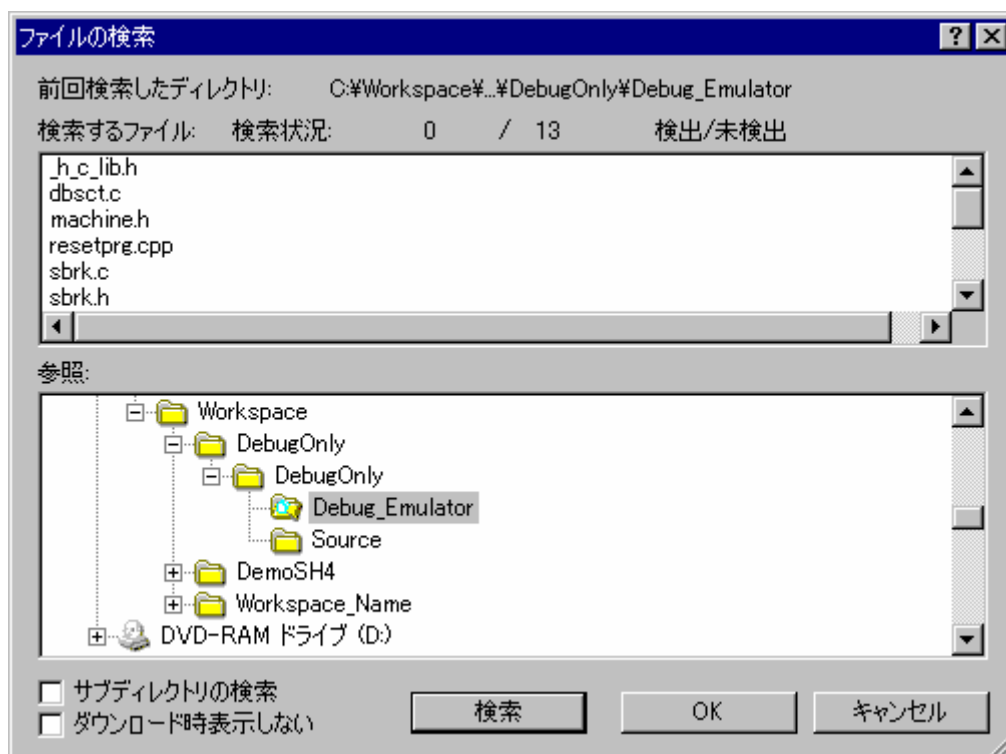 ファイルの検索
前回検索したディレクトリ: C:¥Workspace¥...¥DebugOnly¥Debug_Emulator
検索するファイル: 検索状況: 0 / 13 検出/未検出
_h_c_lib.h
dbsct.c
machine.h
resetprg.cpp
sbrk.c
sbrk.h
参照:
Workspace
DebugOnly
DebugOnly
Debug_Emulator
Source
DemoSH4
Workspace_Name
DVD-RAM ドライブ (D:)
サブディレクトリの検索
ダウンロード時表示しない
検索 OK キャンセル